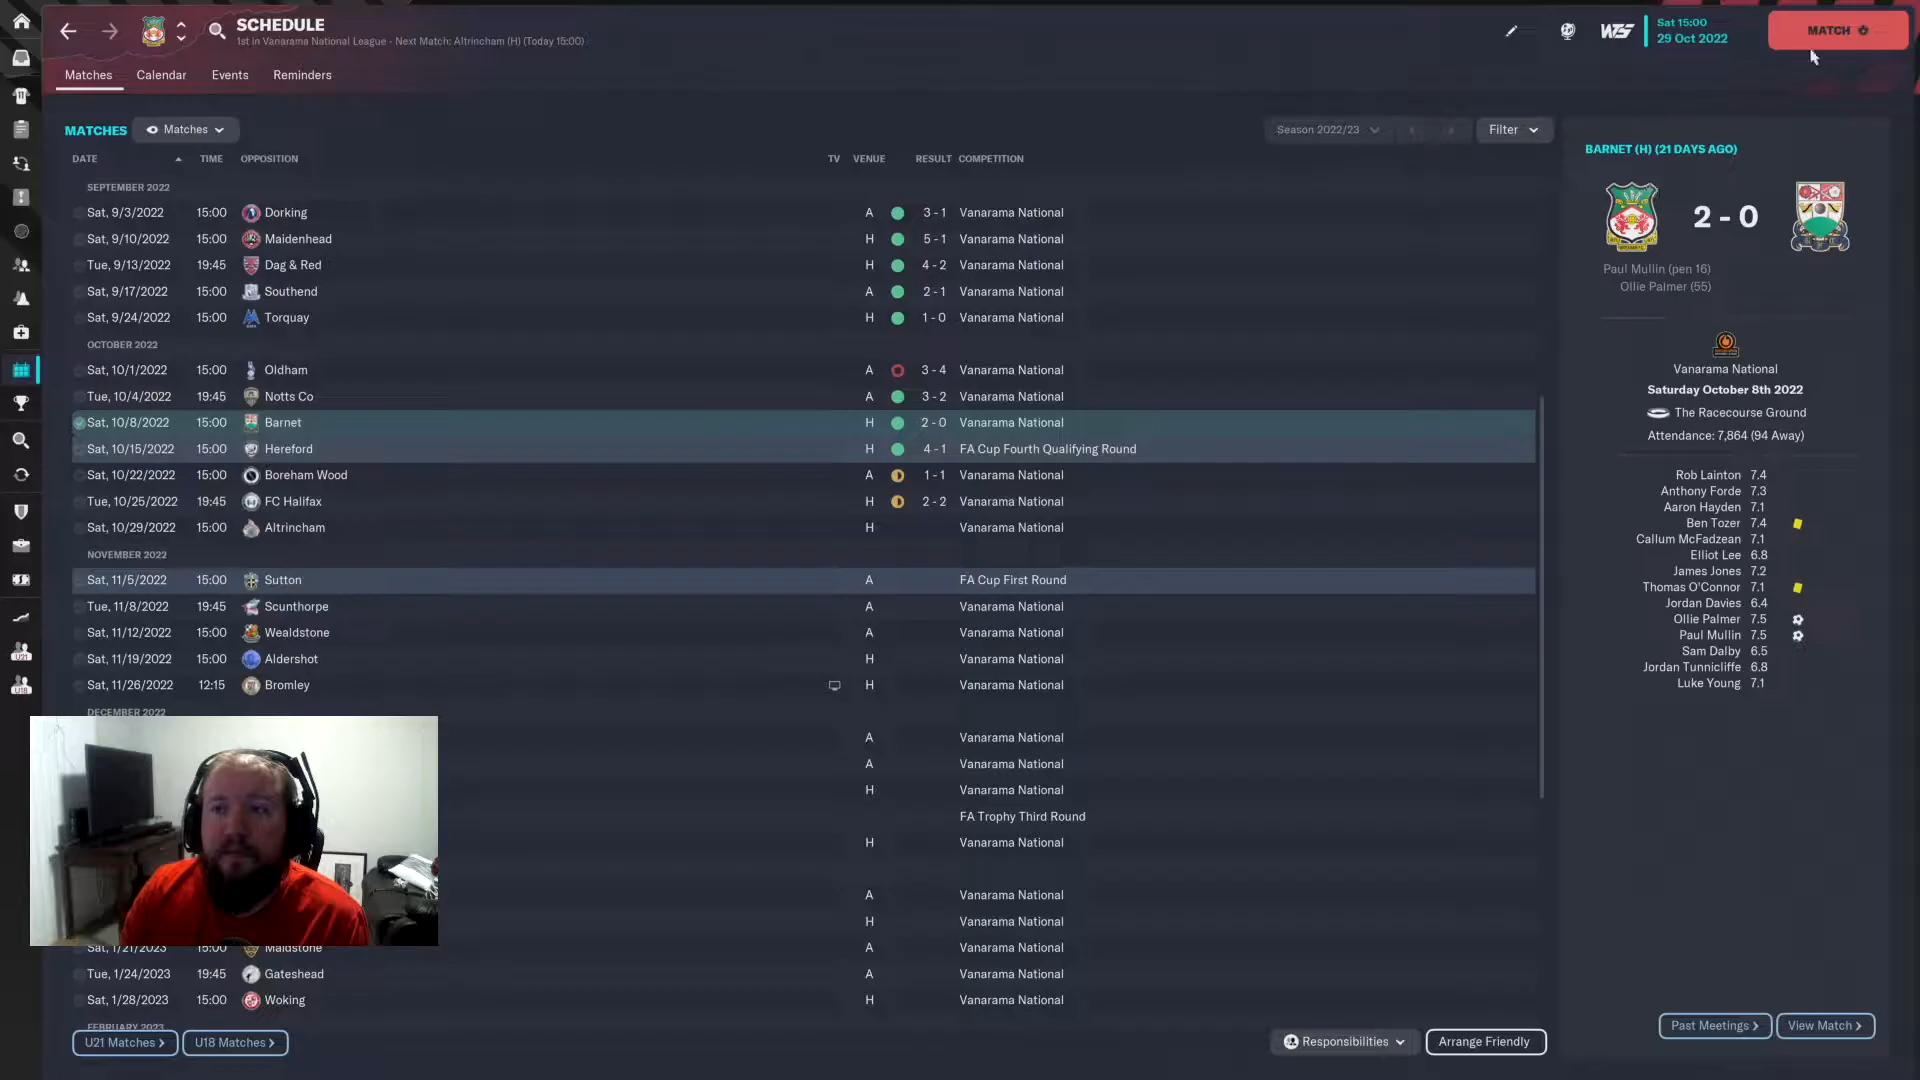 SCHEDULE
1st in Vanarama National League - Next Match: Altrincham (H) (Today 15:00)
Sat 15:00
29 Oct 2022
MATCH
Matches Calendar Events Reminders
MATCHES Matches Season 2022/23 Filter
DATE TIME OPPOSITION TV VENUE RESULT COMPETITION
SEPTEMBER 2022
Sat, 9/3/2022 15:00 Dorking A 3 - 1 Vanarama National
Sat, 9/10/2022 15:00 Maidenhead H 5 - 1 Vanarama National
Tue, 9/13/2022 19:45 Dag & Red H 4 - 2 Vanarama National
Sat, 9/17/2022 15:00 Southend A 2 - 1 Vanarama National
Sat, 9/24/2022 15:00 Torquay H 1 - 0 Vanarama National
OCTOBER 2022
Sat, 10/1/2022 15:00 Oldham A 3 - 4 Vanarama National
Tue, 10/4/2022 19:45 Notts Co A 3 - 2 Vanarama National
Sat, 10/8/2022 15:00 Barnet H 2 - 0 Vanarama National
Sat, 10/15/2022 15:00 Hereford H 4 - 1 FA Cup Fourth Qualifying Round
Sat, 10/22/2022 15:00 Boreham Wood A 1 - 1 Vanarama National
Tue, 10/25/2022 19:45 FC Halifax H 2 - 2 Vanarama National
Sat, 10/29/2022 15:00 Altrincham H Vanarama National
NOVEMBER 2022
Sat, 11/5/2022 15:00 Sutton A FA Cup First Round
Tue, 11/8/2022 19:45 Scunthorpe A Vanarama National
Sat, 11/12/2022 15:00 Wealdstone A Vanarama National
Sat, 11/19/2022 15:00 Aldershot H Vanarama National
Sat, 11/26/2022 12:15 Bromley H Vanarama National
DECEMBER 2022
A Vanarama National
A Vanarama National
H Vanarama National
FA Trophy Third Round
H Vanarama National
A Vanarama National
H Vanarama National
Sat, 1/21/2023 15:00 Maidstone A Vanarama National
Tue, 1/24/2023 19:45 Gateshead A Vanarama National
Sat, 1/28/2023 15:00 Woking H Vanarama National
FEBRUARY 2023
U21 Matches > U18 Matches > Responsibilities Arrange Friendly
BARNET (H) (21 DAYS AGO)
2 - 0
Paul Mullin (pen 16)
Ollie Palmer (55)
Vanarama National
Saturday October 8th 2022
The Racecourse Ground
Attendance: 7,864 (94 Away)
Rob Lainton 7.4
Anthony Forde 7.3
Aaron Hayden 7.1
Ben Tozer 7.4
Callum McFadzean 7.1
Elliot Lee 6.8
James Jones 7.2
Thomas O'Connor 7.1
Jordan Davies 6.4
Ollie Palmer 7.5
Paul Mullin 7.5
Sam Dalby 6.5
Jordan Tunnicliffe 6.8
Luke Young 7.1
Past Meetings > View Match >
U21
U18